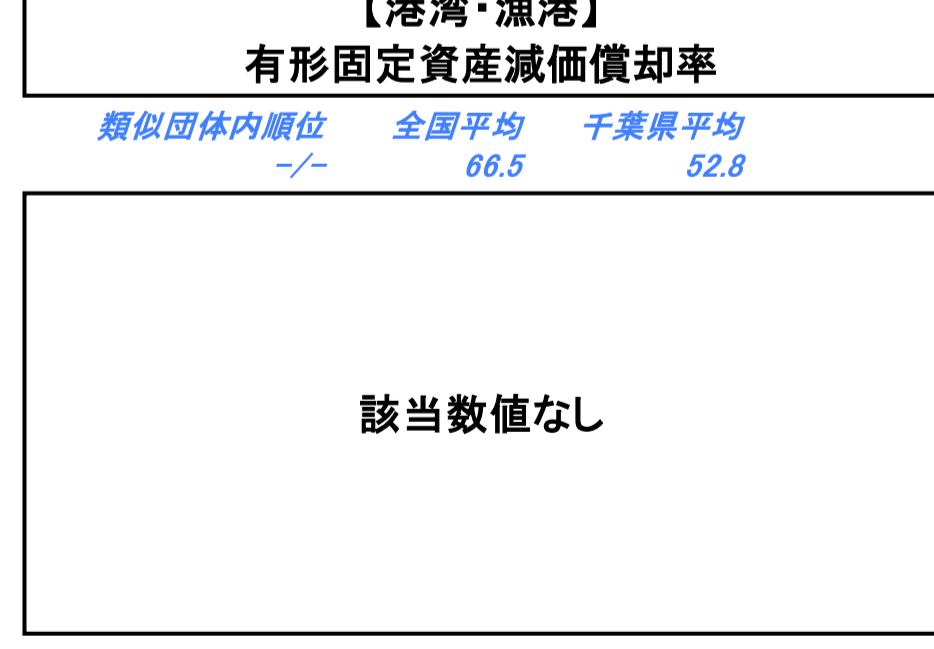 【港湾・漁港】
有形固定資産減価償却率
類似団体内順位 全国平均 千葉県平均
-/- 66.5 52.8
該当数値なし